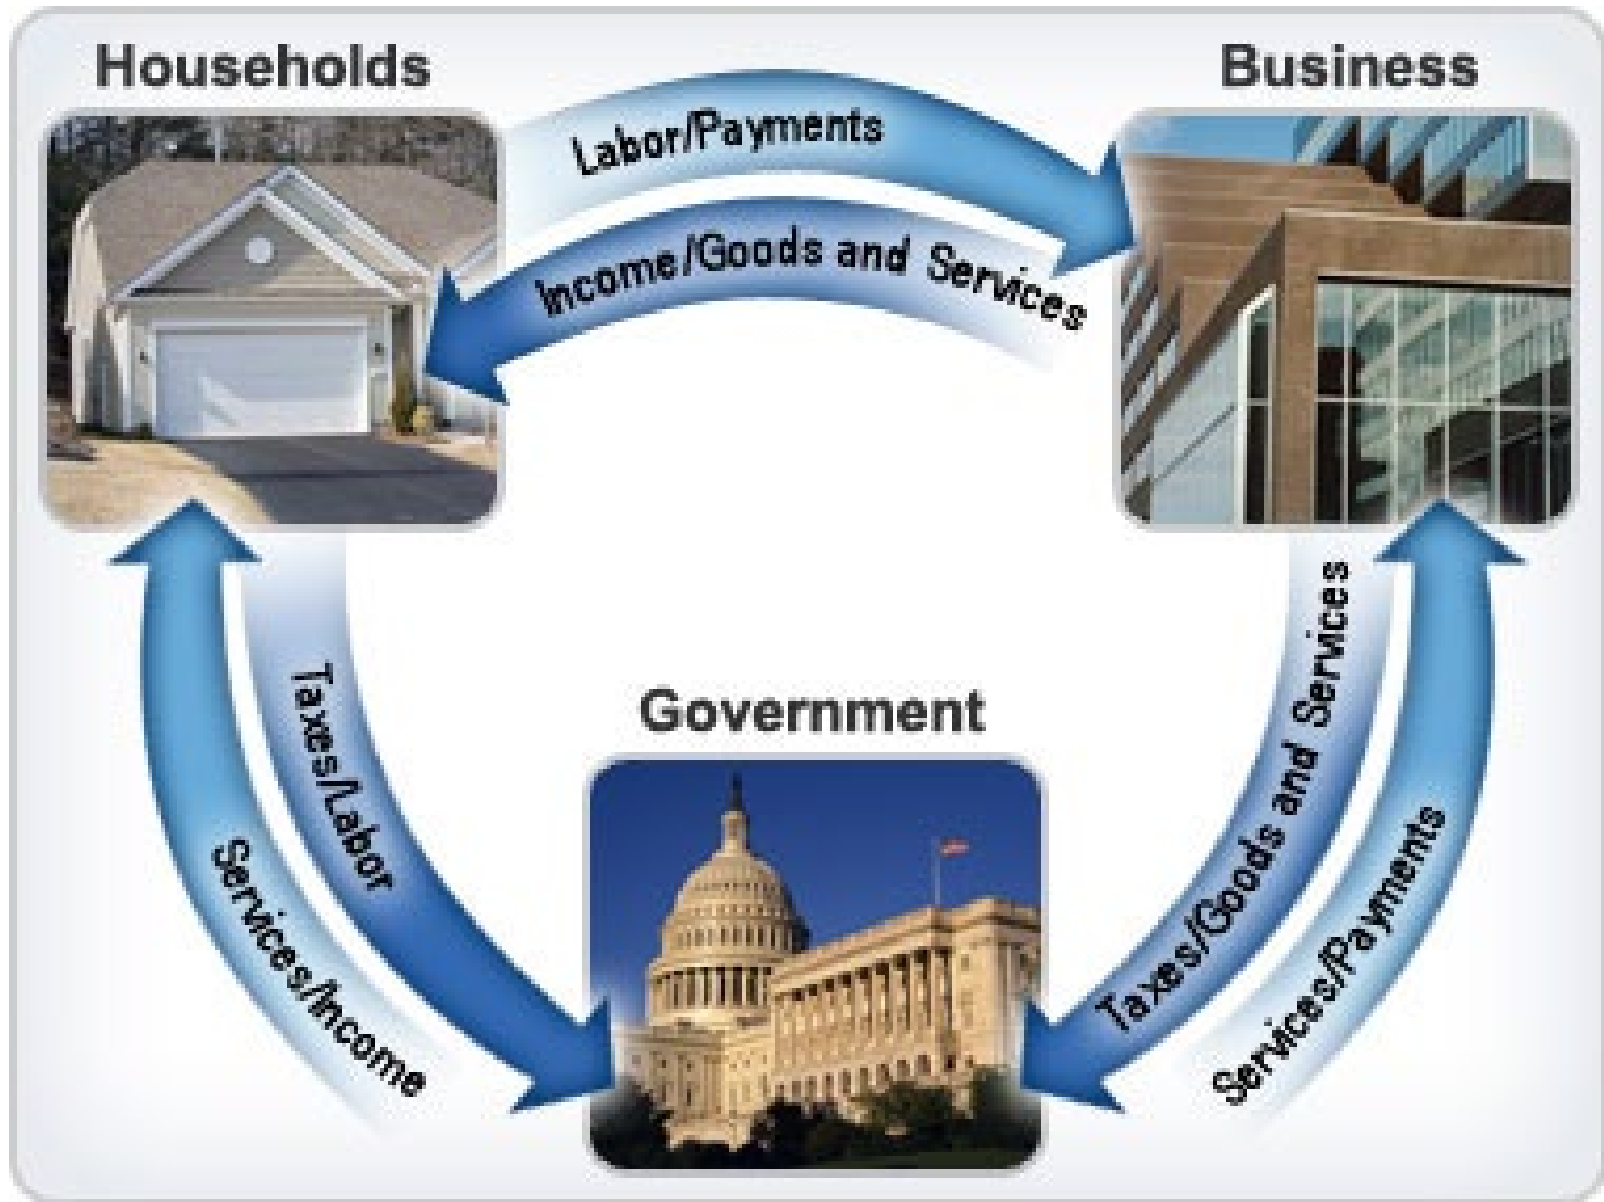 Households
Business
Labor/Payments
Income/Goods and Services
Taxes/Labor
Services/Income
Government
Taxes/Goods and Services
Services/Payments